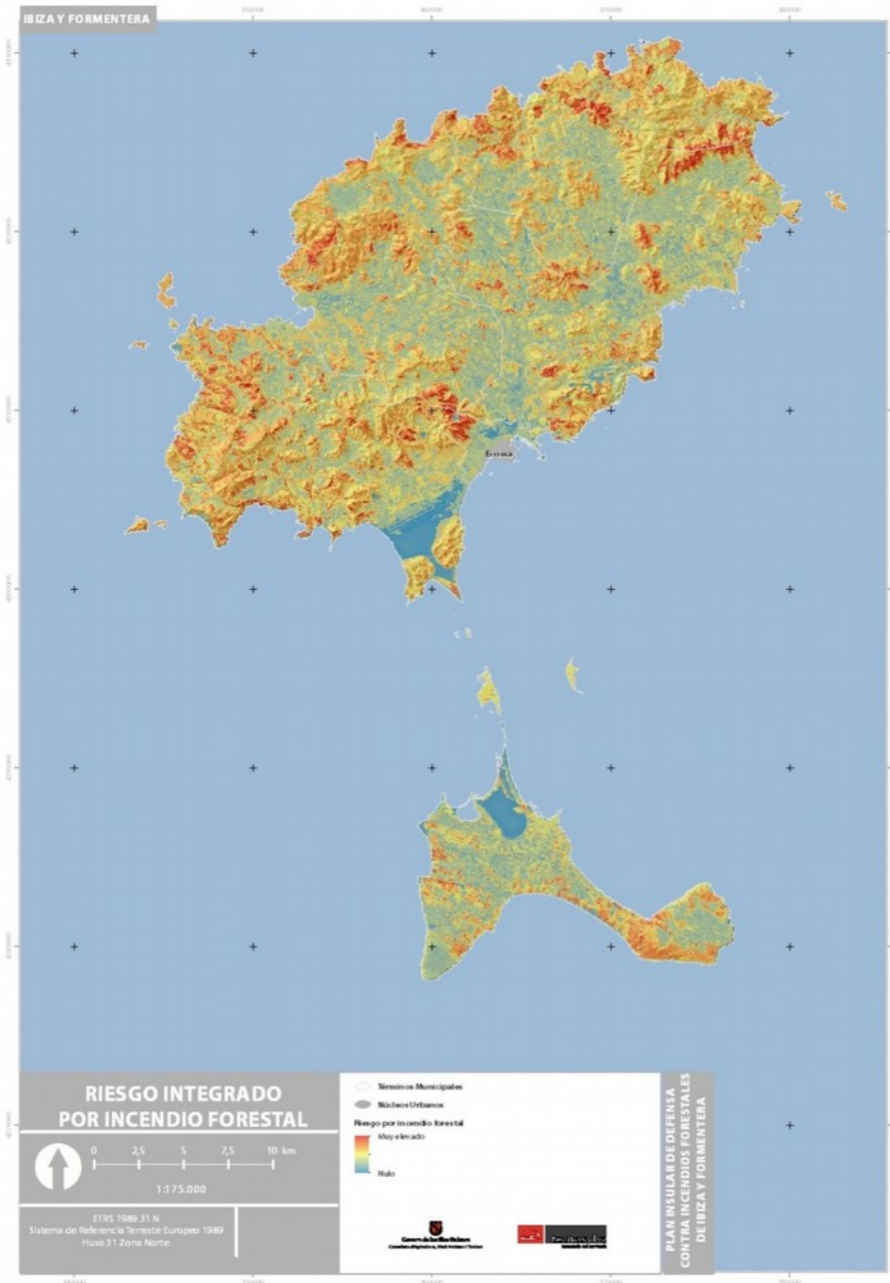 IBIZA Y FORMENTERA
Eivissa
RIESGO INTEGRADO
POR INCENDIO FORESTAL
0 2,5 5 7,5 10 km
1:175.000
ETRS 1989 31 N
Sistema de Referencia Terrestre Europeo 1989
Huso 31 Zona Norte
Términos Municipales
Núcleos Urbanos
Riesgo por incendio forestal
Muy elevado
Nulo
Govern de les Illes Balears
PLAN INSULAR DE DEFENSA
CONTRA INCENDIOS FORESTALES
DE IBIZA Y FORMENTERA